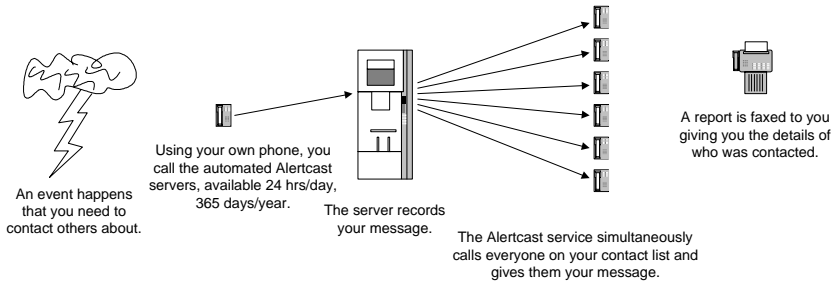 An event happens
that you need to
contact others about.
Using your own phone, you
call the automated Alertcast
servers, available 24 hrs/day,
365 days/year.
The server records
your message.
The Alertcast service simultaneously
calls everyone on your contact list and
gives them your message.
A report is faxed to you
giving you the details of
who was contacted.